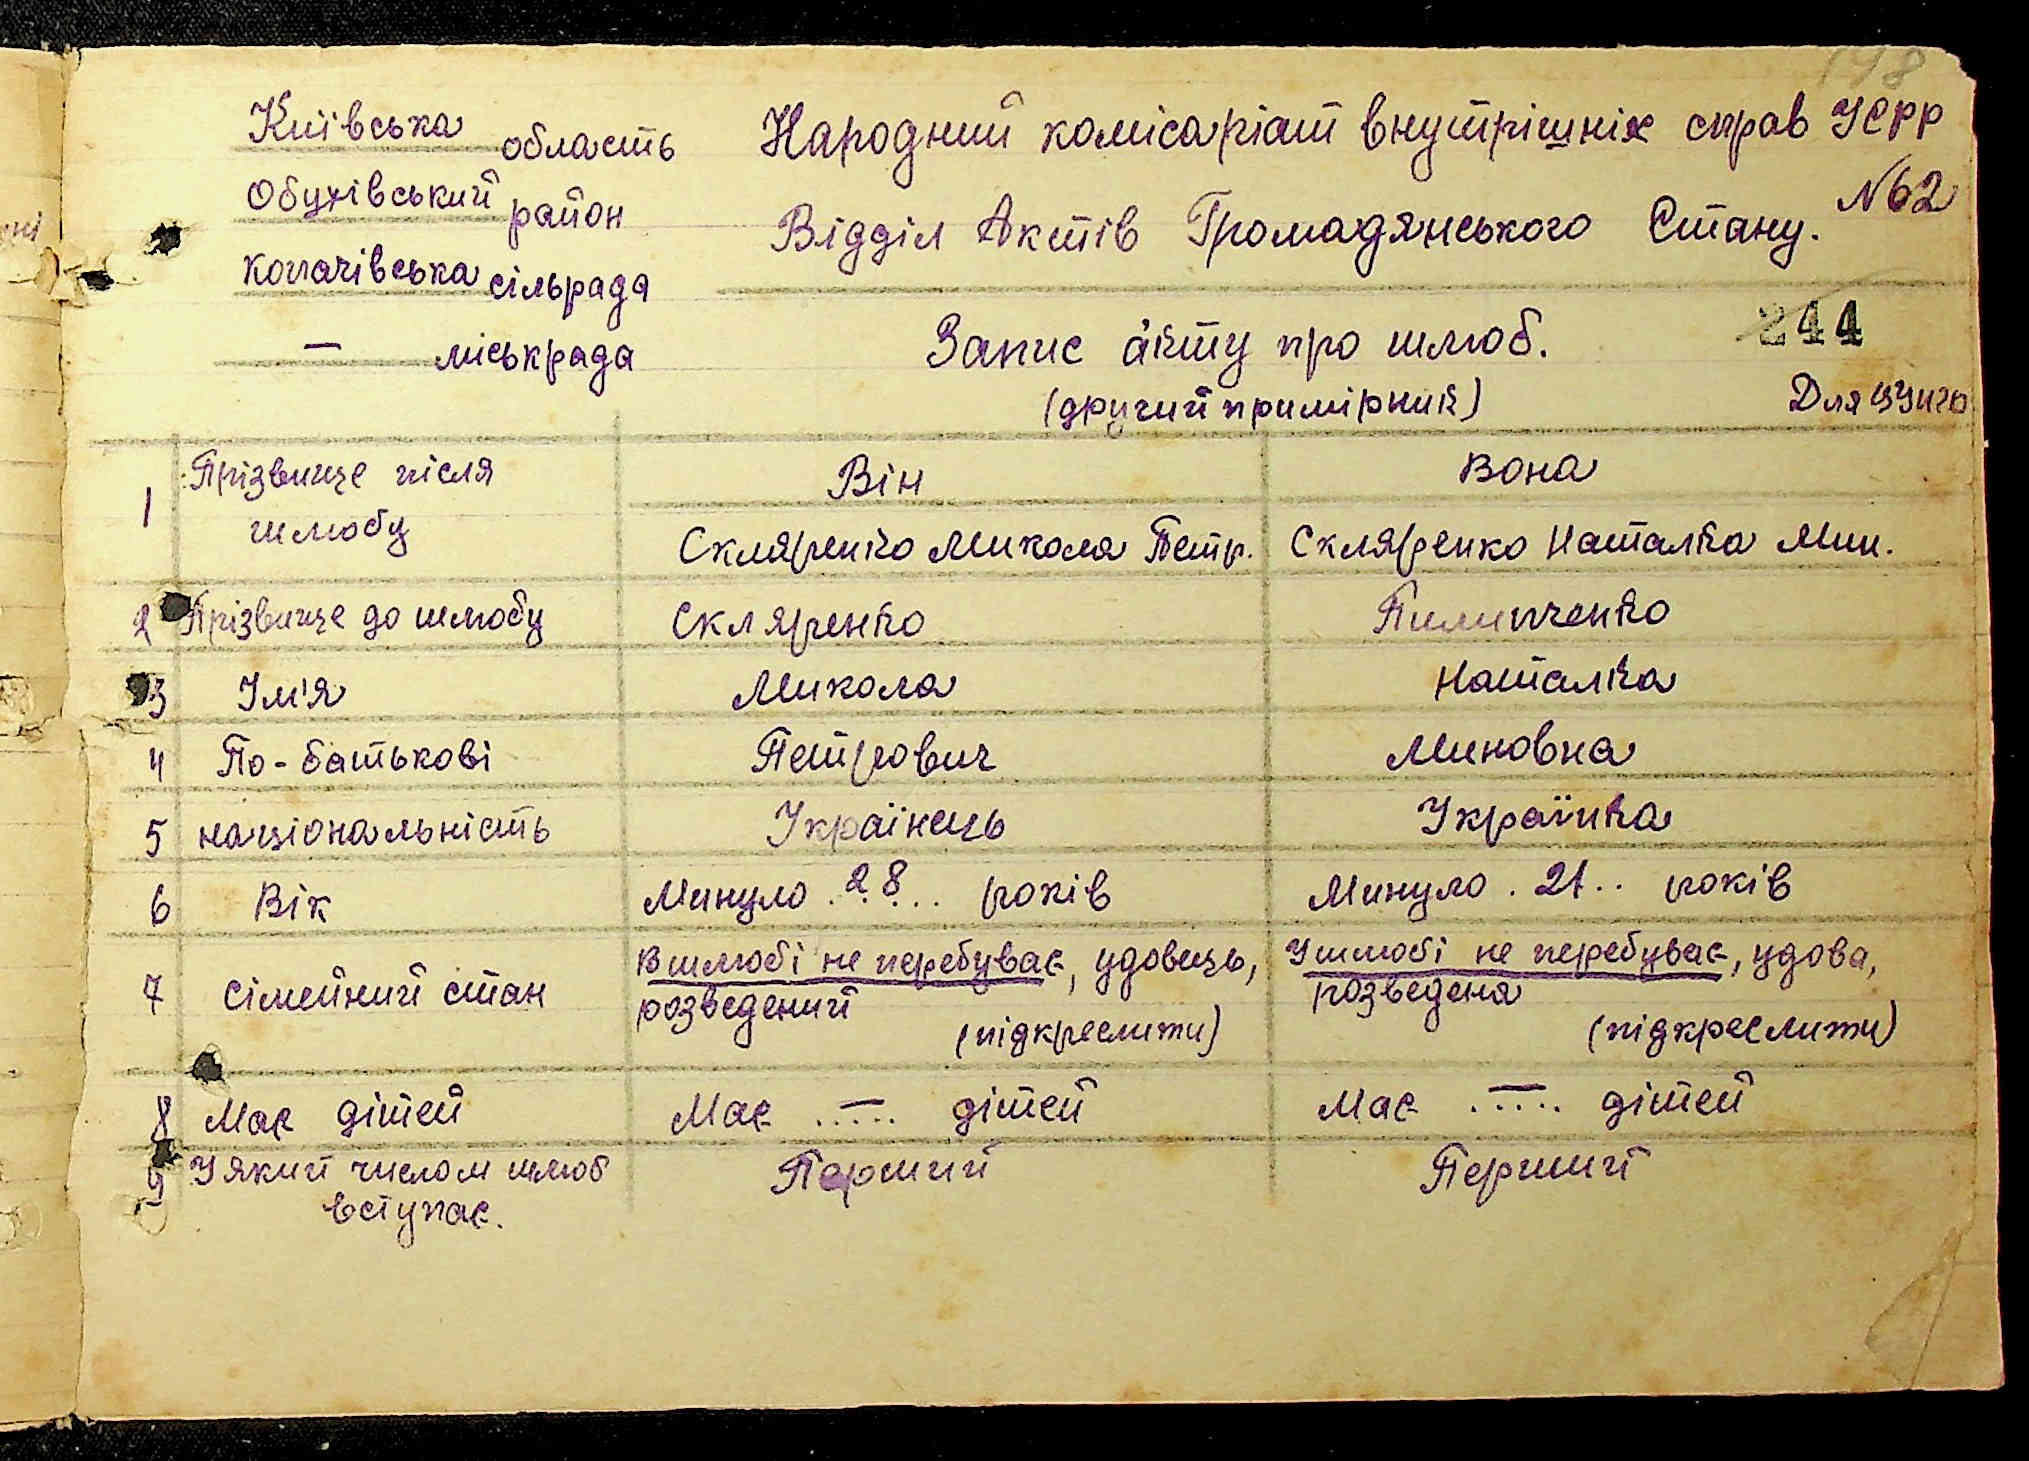 198
Київська область
Народний комісаріат внутрішніх справ УСРР
Обухівський район
№62
Відділ Актів Громадянського Стану.
Копачівська сільрада
244
— міськрада
Запис акту про шлюб.
(другий примірник)
Для ЦУНГО
1 Прізвище після шлюбу
Він
Вона
Скляренко Микола Петр.
Скляренко Наталка Мин.
2 Прізвище до шлюбу
Скляренко
Пилипченко
3 Ім'я
Микола
Наталка
4 По-батькові
Петрович
Миновна
5 національність
Українець
Українка
6 Вік
Минуло . 28 .. років
Минуло . 21 .. років
7 Сімейний стан
В шлюбі не перебуває, удовець,
розведений
(підкреслити)
У шлюбі не перебуває, удова,
розведена
(підкреслити)
8 Має дітей
Має ..—.. дітей
Має ..—.. дітей
9 У який числом шлюб
вступає.
Перший
Перший